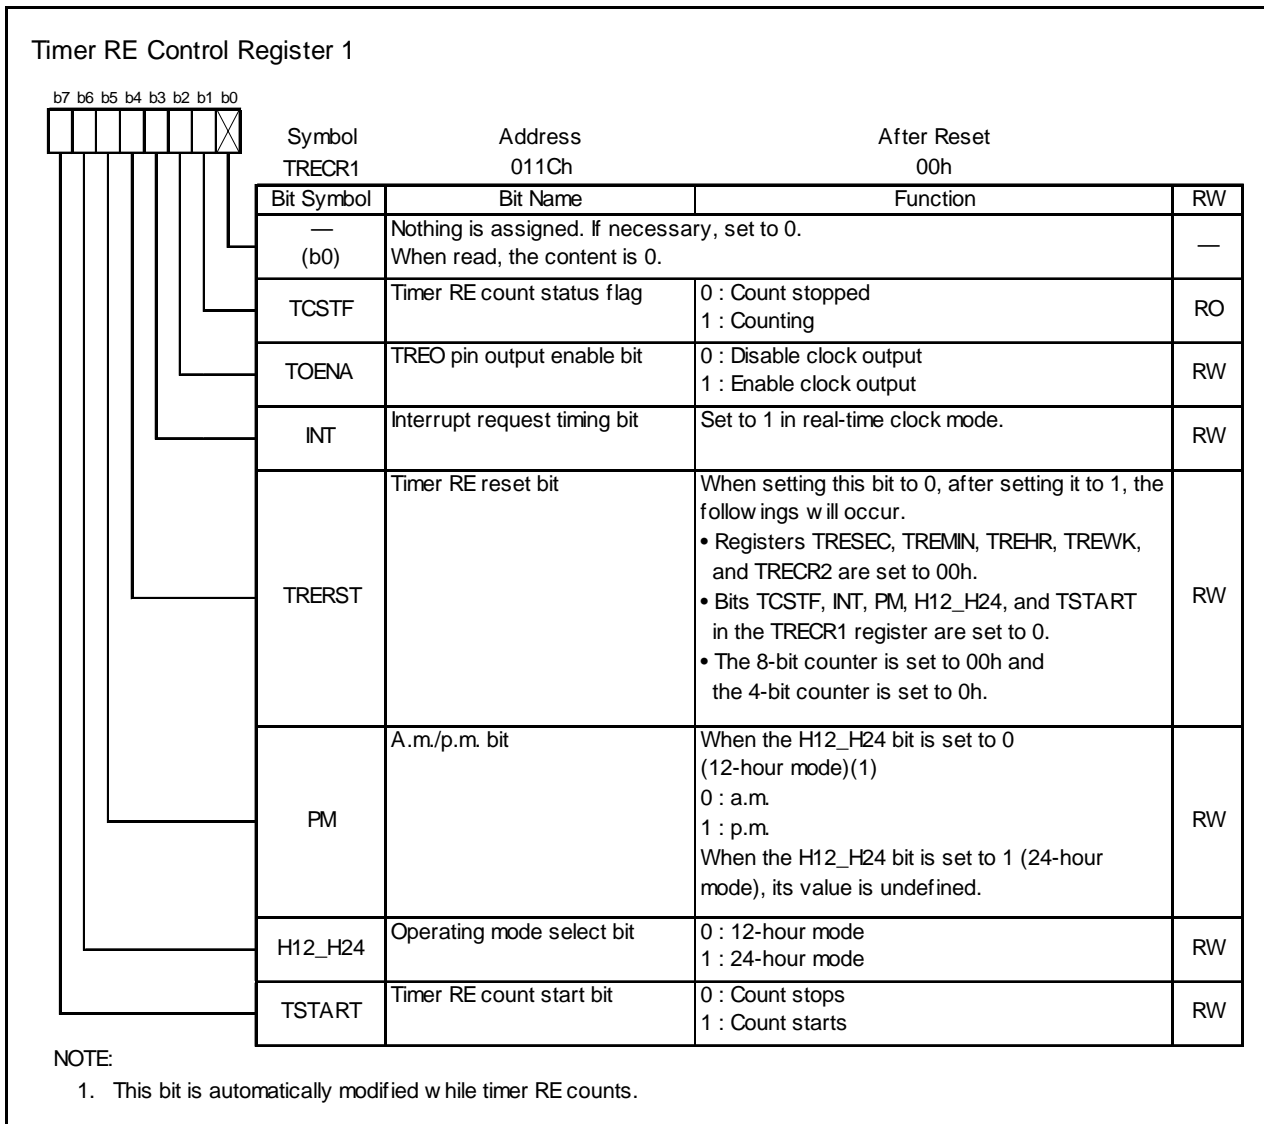 Timer RE Control Register 1
b7 b6 b5 b4 b3 b2 b1 b0
Symbol Address After Reset
TRECR1 011Ch 00h
Bit Symbol Bit Name Function RW
—
(b0)
Nothing is assigned. If necessary, set to 0.
When read, the content is 0.
—
TCSTF
Timer RE count status flag
0 : Count stopped
1 : Counting
RO
TOENA
TREO pin output enable bit
0 : Disable clock output
1 : Enable clock output
RW
INT
Interrupt request timing bit
Set to 1 in real-time clock mode.
RW
TRERST
Timer RE reset bit
When setting this bit to 0, after setting it to 1, the
followings will occur.
• Registers TRESEC, TREMIN, TREHR, TREWK,
and TRECR2 are set to 00h.
• Bits TCSTF, INT, PM, H12_H24, and TSTART
in the TRECR1 register are set to 0.
• The 8-bit counter is set to 00h and
the 4-bit counter is set to 0h.
RW
PM
A.m./p.m. bit
When the H12_H24 bit is set to 0
(12-hour mode)(1)
0 : a.m.
1 : p.m.
When the H12_H24 bit is set to 1 (24-hour
mode), its value is undefined.
RW
H12_H24
Operating mode select bit
0 : 12-hour mode
1 : 24-hour mode
RW
TSTART
Timer RE count start bit
0 : Count stops
1 : Count starts
RW
NOTE:
1. This bit is automatically modified while timer RE counts.